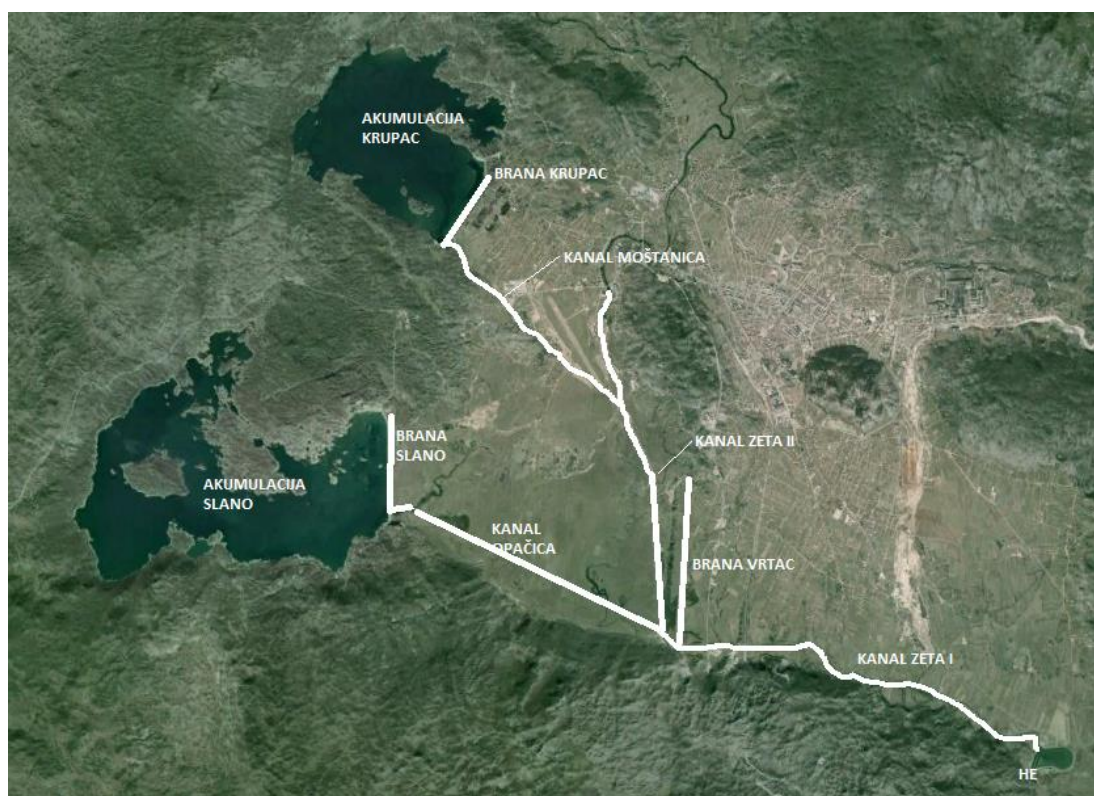 AKUMULACIJA
KRUPAC
BRANA KRUPAC
KANAL MOŠTANICA
BRANA
SLANO
KANAL ZETA II
AKUMULACIJA
SLANO
KANAL
OPAČICA
BRANA VRTAC
KANAL ZETA I
HE